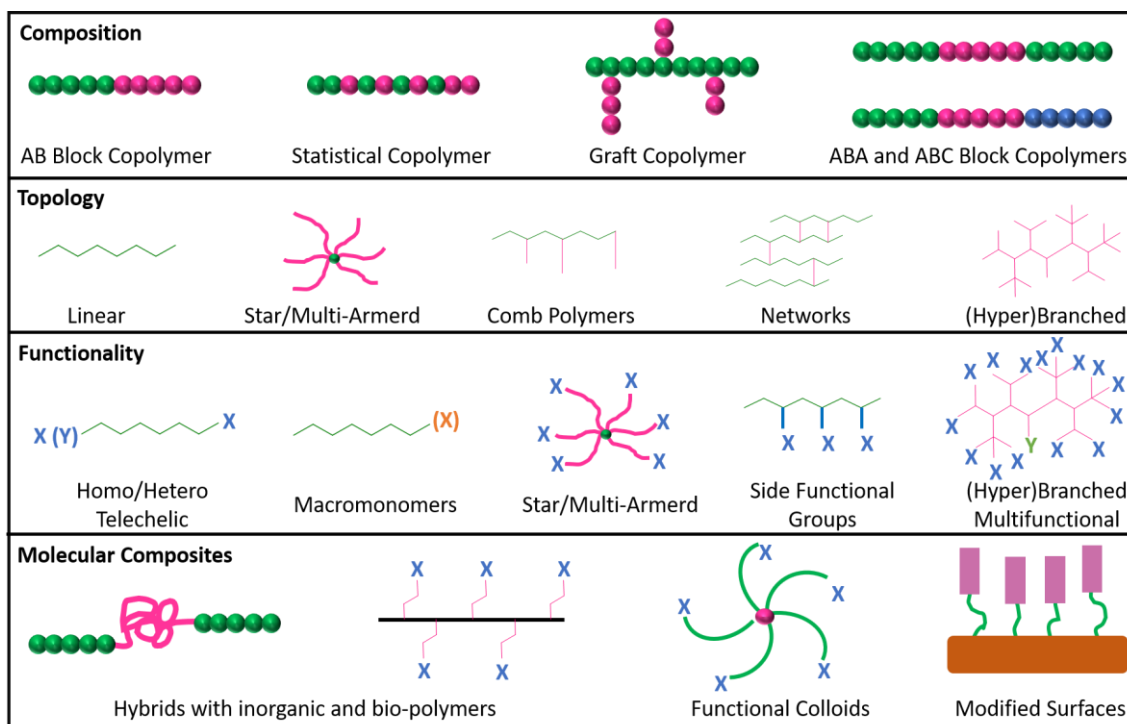 Composition
AB Block Copolymer
Statistical Copolymer
Graft Copolymer
ABA and ABC Block Copolymers
Topology
Linear
Star/Multi-Armerd
Comb Polymers
Networks
(Hyper)Branched
Functionality
X (Y)
X
Homo/Hetero
Telechelic
(X)
Macromonomers
X
X
X
X
X
X
Star/Multi-Armerd
X
X
X
Side Functional
Groups
X
X
X
X
X
X
X
X
X
X
X
X
X
Y
(Hyper)Branched
Multifunctional
Molecular Composites
X
X
X
X
X
Hybrids with inorganic and bio-polymers
X
X
X
X
X
Functional Colloids
Modified Surfaces